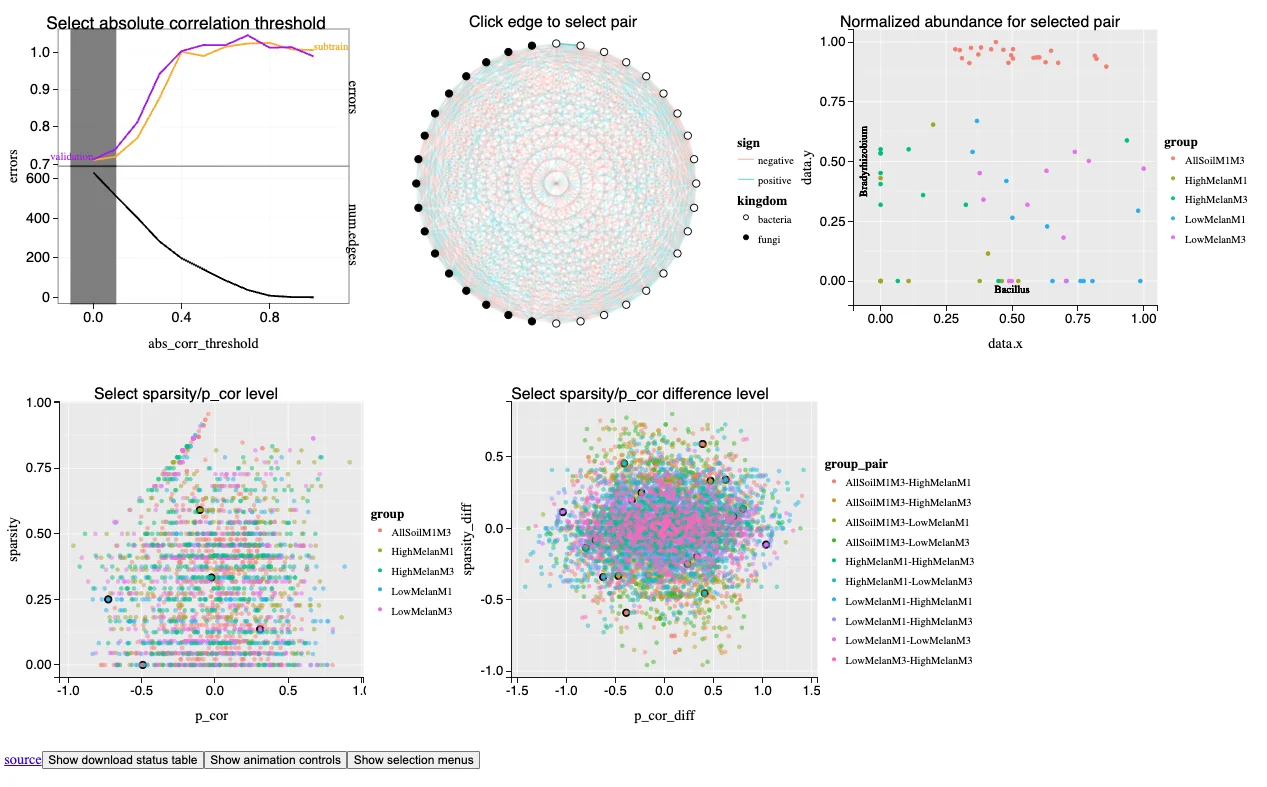 Select absolute correlation threshold
1.0
0.9
0.8
0.7
600
400
200
0
errors
subtrain
validation
errors
num.edges
0.0
0.4
0.8
abs_corr_threshold
Click edge to select pair
sign
negative
positive
kingdom
bacteria
fungi
Normalized abundance for selected pair
1.00
0.75
0.50
0.25
0.00
data.y
Bradyrhizobium
Bacillus
0.00
0.25
0.50
0.75
1.00
data.x
group
AllSoilM1M3
HighMelanM1
HighMelanM3
LowMelanM1
LowMelanM3
Select sparsity/p_cor level
1.00
0.75
0.50
0.25
0.00
sparsity
-1.0
-0.5
0.0
0.5
1.0
p_cor
group
AllSoilM1M3
HighMelanM1
HighMelanM3
LowMelanM1
LowMelanM3
Select sparsity/p_cor difference level
0.5
0.0
-0.5
-1.0
sparsity_diff
-1.5
-1.0
-0.5
0.0
0.5
1.0
1.5
p_cor_diff
group_pair
AllSoilM1M3-HighMelanM1
AllSoilM1M3-HighMelanM3
AllSoilM1M3-LowMelanM1
AllSoilM1M3-LowMelanM3
HighMelanM1-HighMelanM3
HighMelanM1-LowMelanM3
LowMelanM1-HighMelanM1
LowMelanM1-HighMelanM3
LowMelanM1-LowMelanM3
LowMelanM3-HighMelanM3
source Show download status table Show animation controls Show selection menus